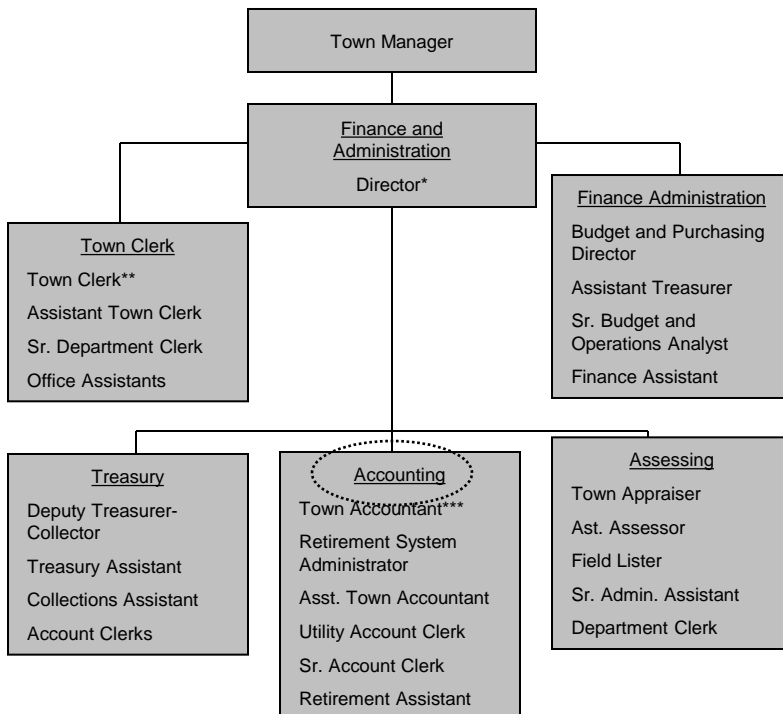 Town Manager
Finance and
Administration
Director*
Town Clerk
Town Clerk**
Assistant Town Clerk
Sr. Department Clerk
Office Assistants
Finance Administration
Budget and Purchasing
Director
Assistant Treasurer
Sr. Budget and
Operations Analyst
Finance Assistant
Treasury
Deputy Treasurer-
Collector
Treasury Assistant
Collections Assistant
Account Clerks
Accounting
Town Accountant***
Retirement System
Administrator
Asst. Town Accountant
Utility Account Clerk
Sr. Account Clerk
Retirement Assistant
Assessing
Town Appraiser
Ast. Assessor
Field Lister
Sr. Admin. Assistant
Department Clerk